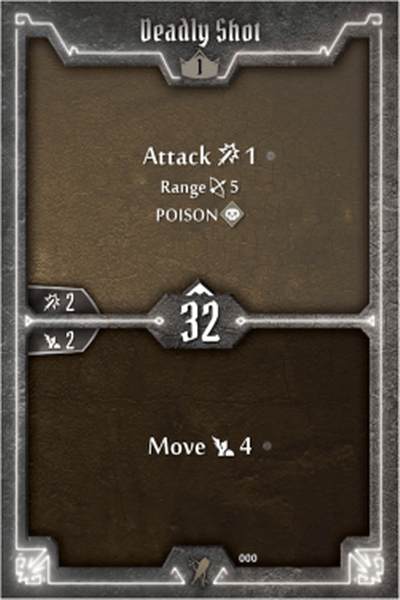 Deadly Shot
1
Attack 1
Range 5
POISON
2
32
2
Move 4
000